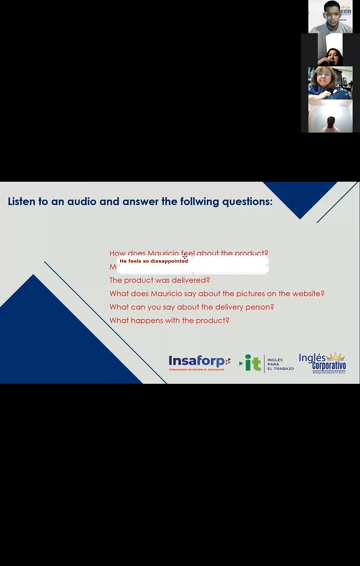 Listen to an audio and answer the follwing questions:
How does Mauricio feel about the product?
He feels so dissappointed
M
The product was delivered?
What does Mauricio say about the pictures on the website?
What can you say about the delivery person?
What happens with the product?
Insaforp
it
INGLÉS
PARA
EL TRABAJO
Inglés
Corporativo